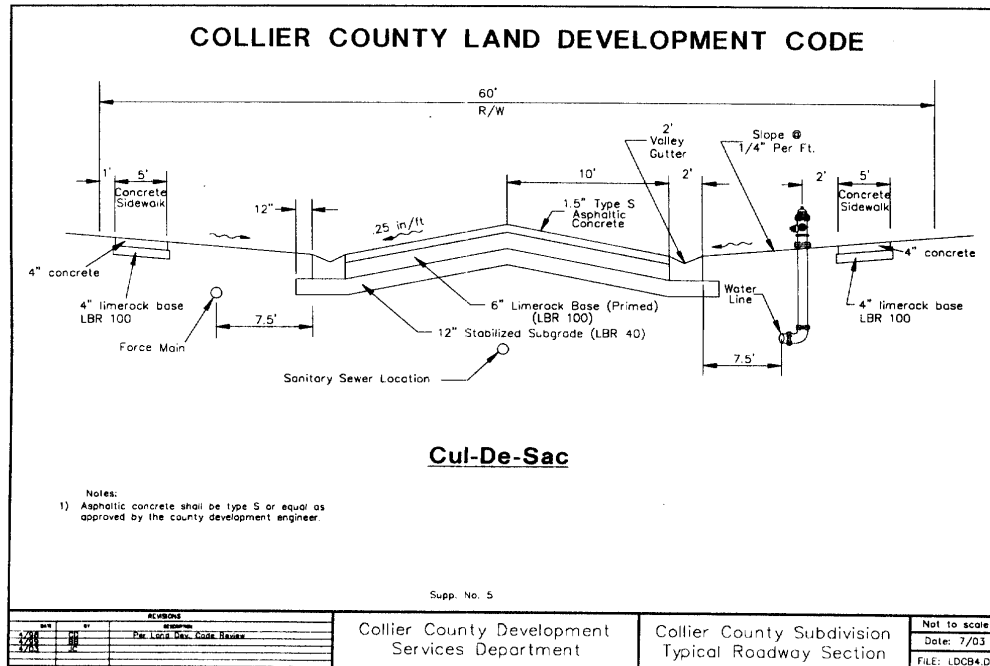 COLLIER COUNTY LAND DEVELOPMENT CODE
60'
R/W
2'
Valley
Gutter
Slope @
1/4" Per Ft.
1'
5'
10'
2'
2'
5'
Concrete
Sidewalk
12"
.25 in/ft
1.5" Type S
Asphaltic
Concrete
Concrete
Sidewalk
4" concrete
4" concrete
4" limerock base
LBR 100
6" Limerock Base (Primed)
(LBR 100)
Water
Line
4" limerock base
LBR 100
7.5'
12" Stabilized Subgrade (LBR 40)
Force Main
7.5'
Sanitary Sewer Location
Cul-De-Sac
Notes:
1) Asphaltic concrete shall be type S or equal as
approved by the county development engineer.
Supp. No. 5
REVISIONS
DATE BY DESCRIPTION
Per Land Dev. Code Review
Collier County Development
Services Department
Collier County Subdivision
Typical Roadway Section
Not to scale
Date: 7/03
FILE: LDCB4.D